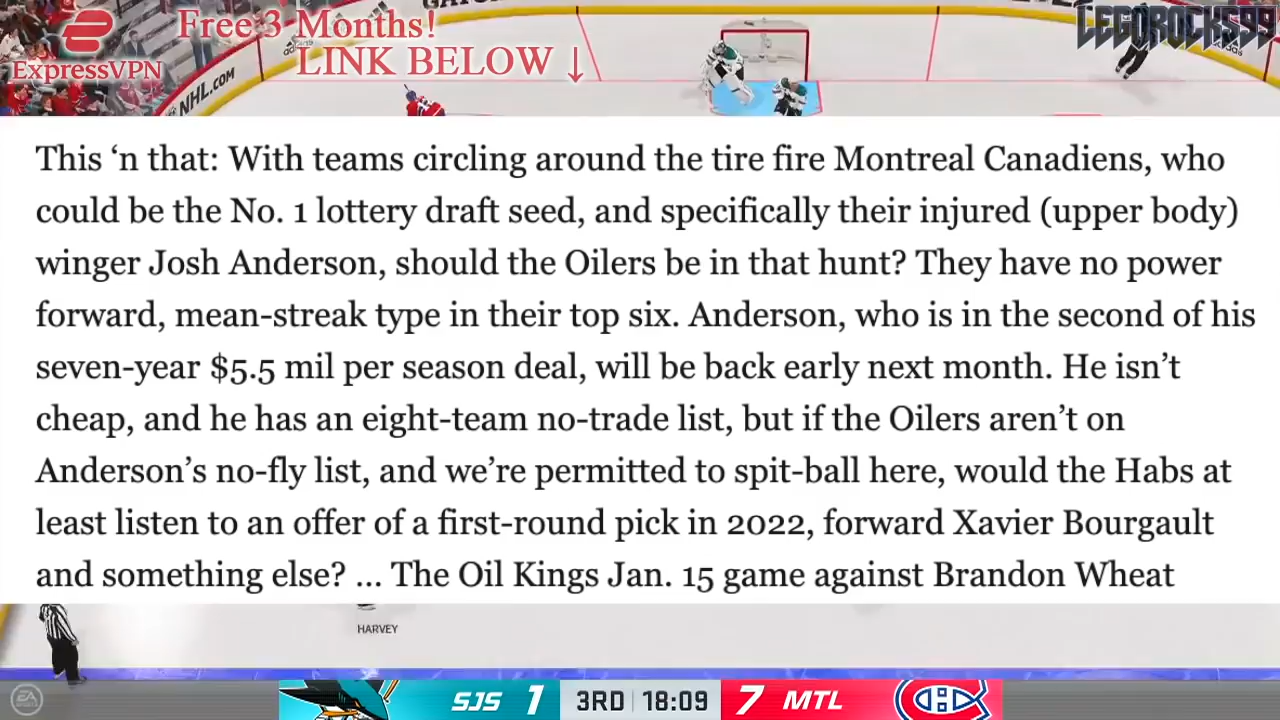 GATOR
Free 3 Months!
LEGOROCKS99
adidas
LINK BELOW ↓
ExpressVPN
NHL.COM
This ‘n that: With teams circling around the tire fire Montreal Canadiens, who
could be the No. 1 lottery draft seed, and specifically their injured (upper body)
winger Josh Anderson, should the Oilers be in that hunt? They have no power
forward, mean-streak type in their top six. Anderson, who is in the second of his
seven-year $5.5 mil per season deal, will be back early next month. He isn’t
cheap, and he has an eight-team no-trade list, but if the Oilers aren’t on
Anderson’s no-fly list, and we’re permitted to spit-ball here, would the Habs at
least listen to an offer of a first-round pick in 2022, forward Xavier Bourgault
and something else? ... The Oil Kings Jan. 15 game against Brandon Wheat
HARVEY
EA SPORTS
SJS 1 3RD 18:09 7 MTL